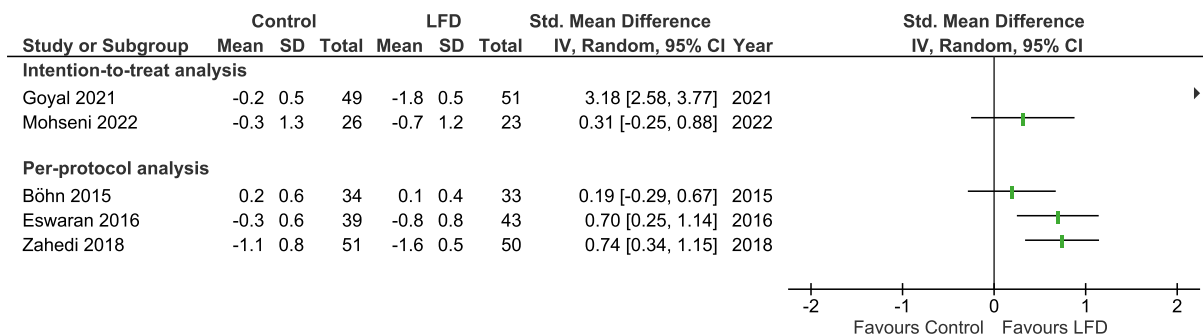 Control LFD Std. Mean Difference Std. Mean Difference
Study or Subgroup Mean SD Total Mean SD Total IV, Random, 95% CI Year IV, Random, 95% CI
Intention-to-treat analysis
Goyal 2021 -0.2 0.5 49 -1.8 0.5 51 3.18 [2.58, 3.77] 2021
Mohseni 2022 -0.3 1.3 26 -0.7 1.2 23 0.31 [-0.25, 0.88] 2022
Per-protocol analysis
Böhn 2015 0.2 0.6 34 0.1 0.4 33 0.19 [-0.29, 0.67] 2015
Eswaran 2016 -0.3 0.6 39 -0.8 0.8 43 0.70 [0.25, 1.14] 2016
Zahedi 2018 -1.1 0.8 51 -1.6 0.5 50 0.74 [0.34, 1.15] 2018
-2 -1 0 1 2
Favours Control Favours LFD